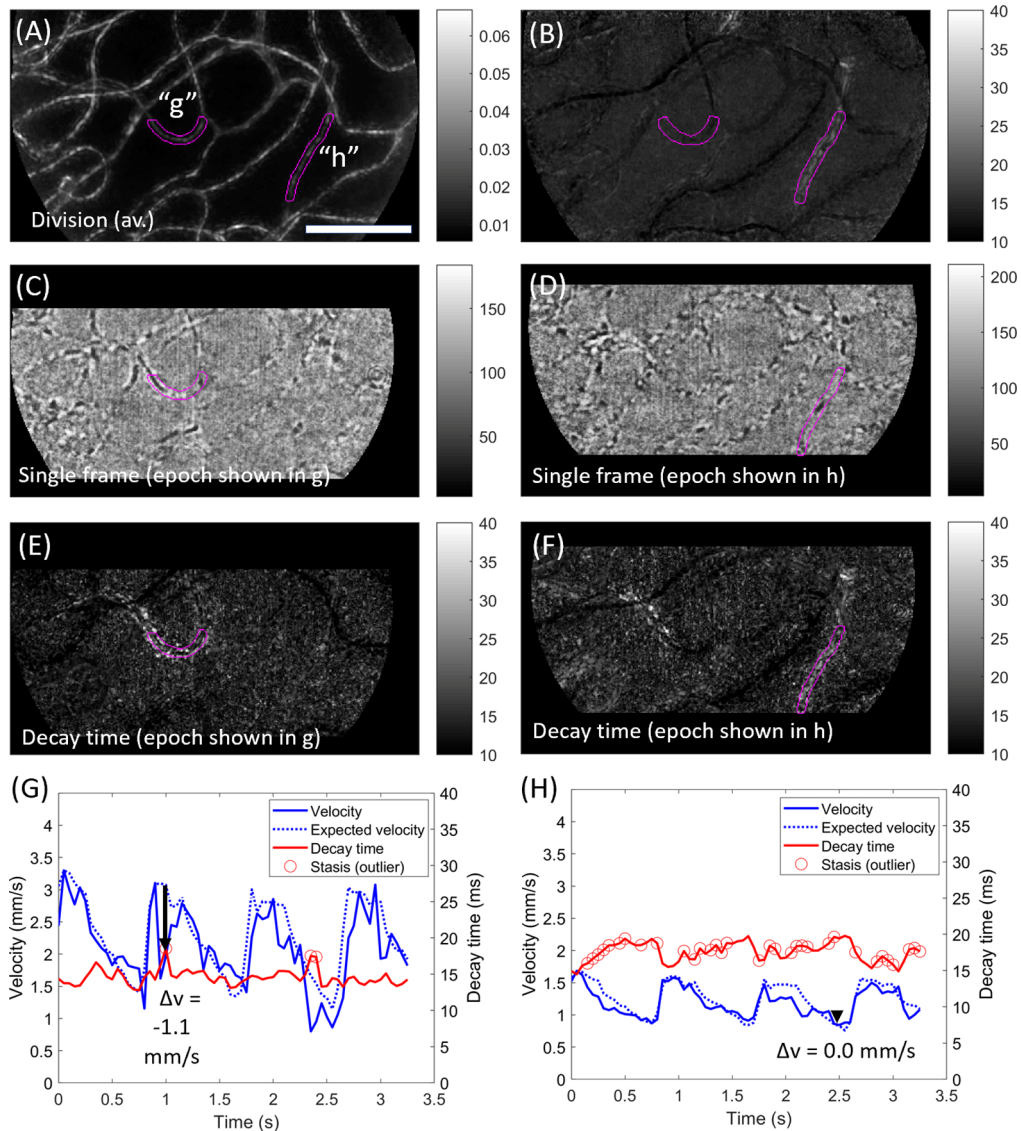 (A)
“g”
“h”
Division (av.)
0.06
0.05
0.04
0.03
0.02
0.01
(B)
40
35
30
25
20
15
10
(C)
Single frame (epoch shown in g)
150
100
50
(D)
Single frame (epoch shown in h)
200
150
100
50
(E)
Decay time (epoch shown in g)
40
35
30
25
20
15
10
(F)
Decay time (epoch shown in h)
40
35
30
25
20
15
10
(G)
Velocity
Expected velocity
Decay time
Stasis (outlier)
Δv =
-1.1
mm/s
Velocity (mm/s)
4
3.5
3
2.5
2
1.5
1
0.5
0
Decay time (ms)
40
35
30
25
20
15
10
5
0
0 0.5 1 1.5 2 2.5 3 3.5
Time (s)
(H)
Velocity
Expected velocity
Decay time
Stasis (outlier)
Δv = 0.0 mm/s
Velocity (mm/s)
4
3.5
3
2.5
2
1.5
1
0.5
0
Decay time (ms)
40
35
30
25
20
15
10
5
0
0 0.5 1 1.5 2 2.5 3 3.5
Time (s)